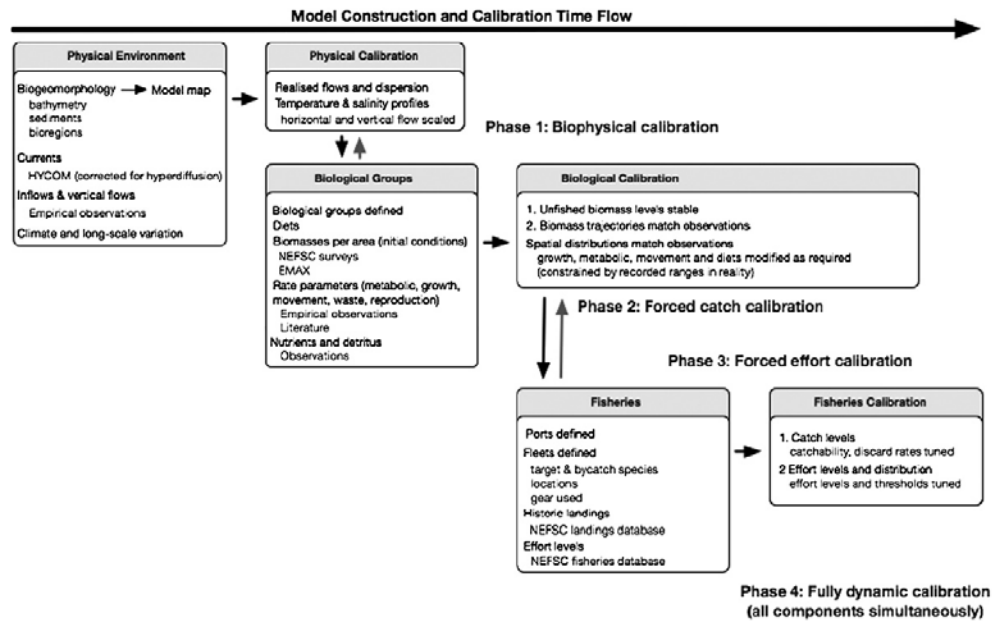 Model Construction and Calibration Time Flow
Physical Environment
Biogeomorphology → Model map
bathymetry
sediments
bioregions
Currents
HYCOM (corrected for hyperdiffusion)
Inflows & vertical flows
Empirical observations
Climate and long-scale variation
Physical Calibration
Realised flows and dispersion
Temperature & salinity profiles
horizontal and vertical flow scaled
Phase 1: Biophysical calibration
Biological Groups
Biological groups defined
Diets
Biomasses per area (initial conditions)
NEFSC surveys
EMAX
Rate parameters (metabolic, growth,
movement, waste, reproduction)
Empirical observations
Literature
Nutrients and detritus
Observations
Biological Calibration
1. Unfished biomass levels stable
2. Biomass trajectories match observations
Spatial distributions match observations
growth, metabolic, movement and diets modified as required
(constrained by recorded ranges in reality)
Phase 2: Forced catch calibration
Phase 3: Forced effort calibration
Fisheries
Ports defined
Fleets defined
target & bycatch species
locations
gear used
Historic landings
NEFSC landings database
Effort levels
NEFSC fisheries database
Fisheries Calibration
1. Catch levels
catchability, discard rates tuned
2 Effort levels and distribution
effort levels and thresholds tuned
Phase 4: Fully dynamic calibration
(all components simultaneously)